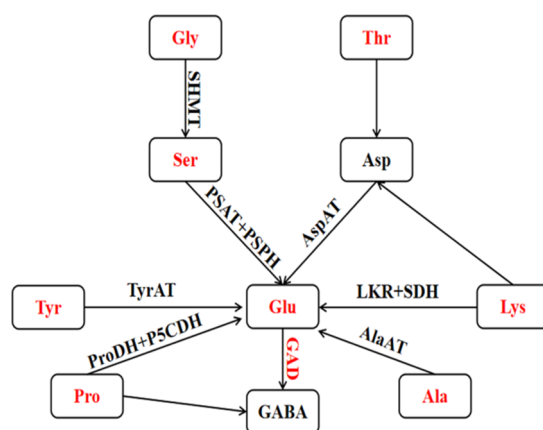 Gly
Thr
SHMT
Ser
Asp
PSAT+PSPH
AspAT
Tyr
TyrAT
Glu
LKR+SDH
Lys
ProDH+P5CDH
GAD
AlaAT
Pro
GABA
Ala